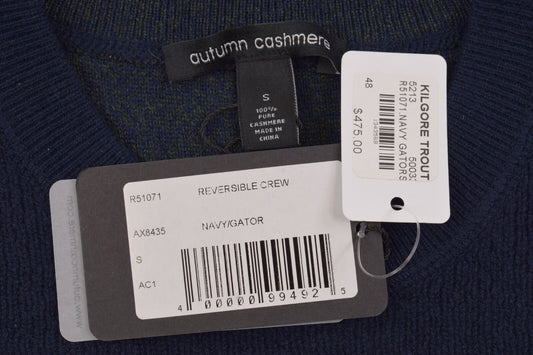 autumn cashmere
S
100%
PURE
CASHMERE
MADE IN
CHINA
KILGORE TROUT
5213
R51071 NAVY GATORS
48
$475.00
R51071 REVERSIBLE CREW
AX8435 NAVY/GATOR
S
AC1
4 00000 99492 5